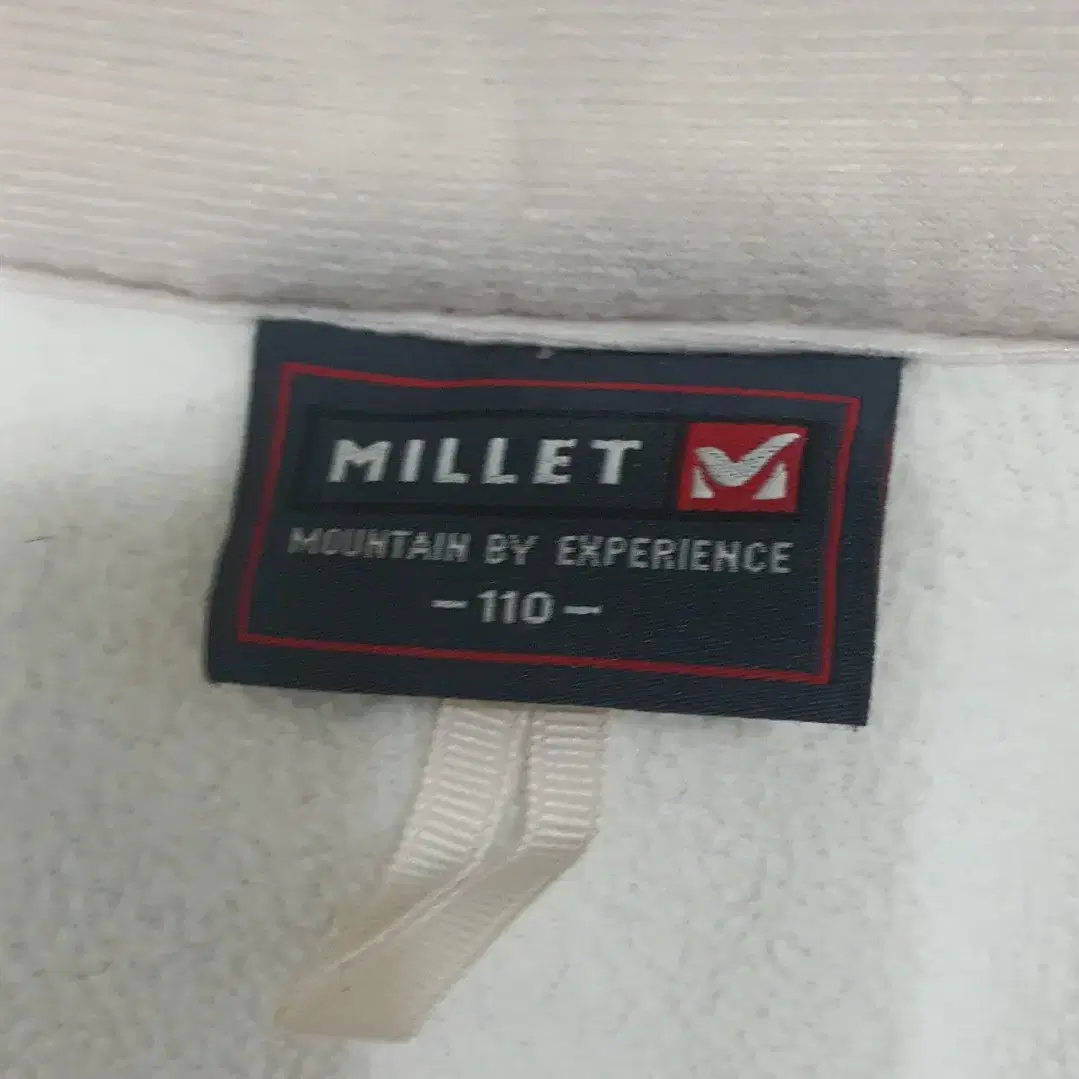 MILLET
MOUNTAIN BY EXPERIENCE
-110-